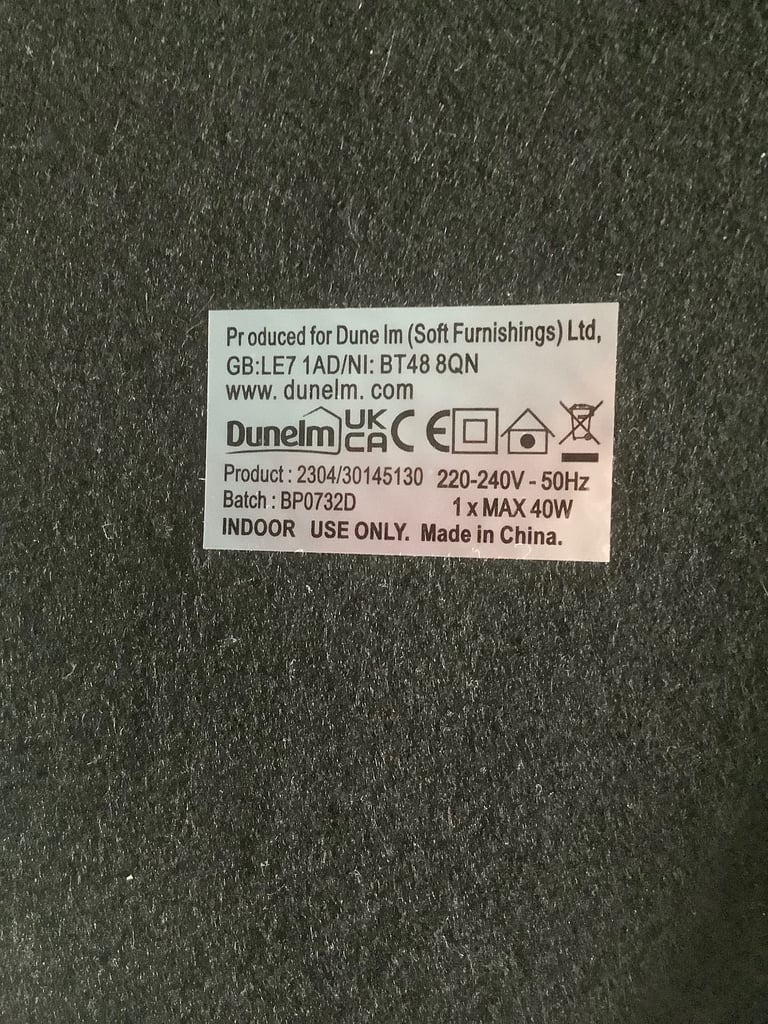 Pr oduced for Dune lm (Soft Furnishings) Ltd,
GB:LE7 1AD/NI: BT48 8QN
www. dunelm. com
Dunelm UK CA CE
Product : 2304/30145130 220-240V - 50Hz
Batch : BP0732D 1 x MAX 40W
INDOOR USE ONLY. Made in China.